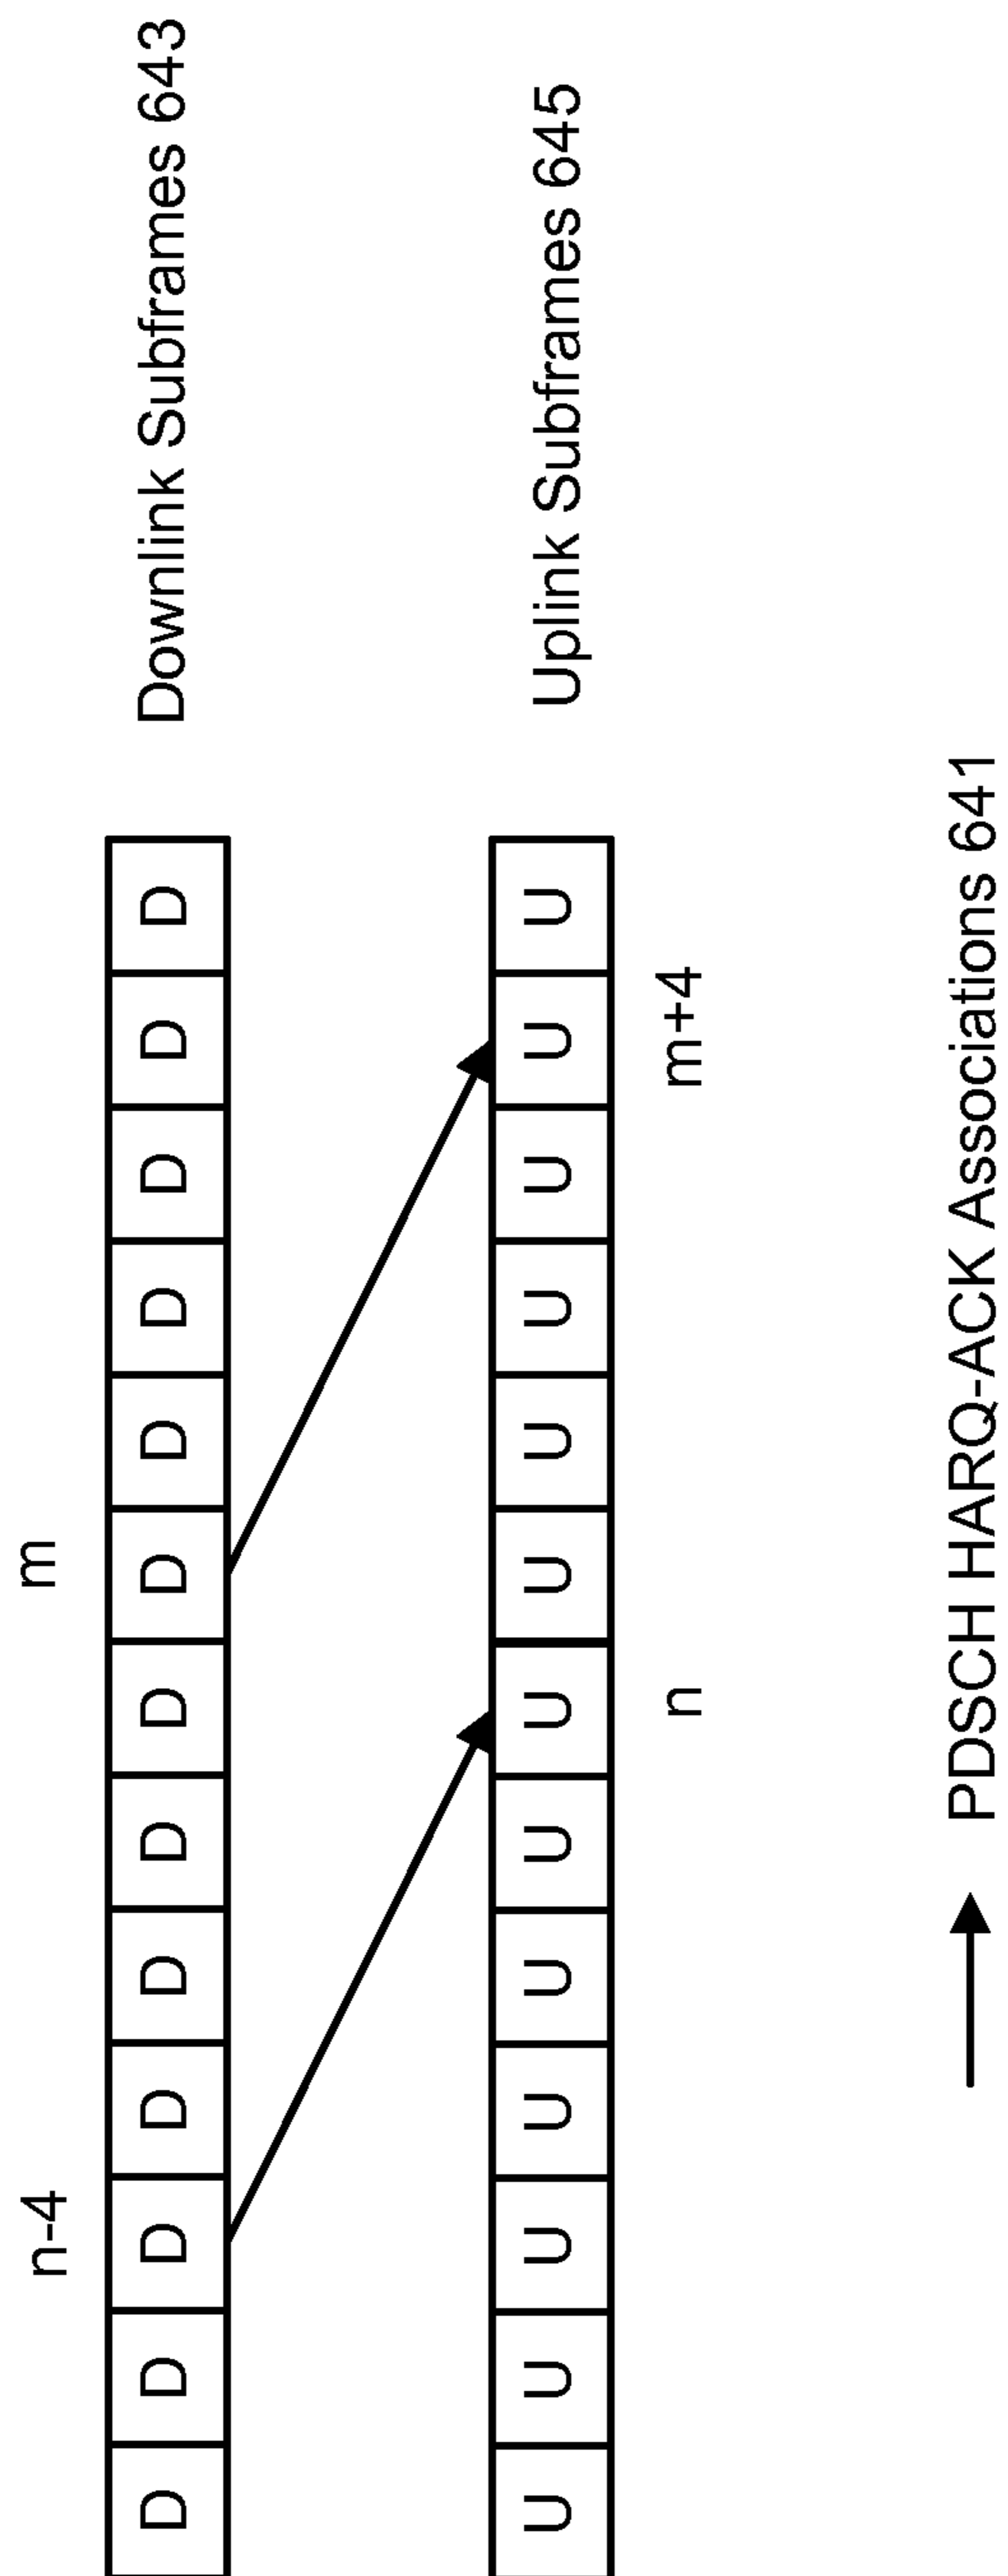 n-4 m
D D D D D D D D D D D D D Downlink Subframes 643
U U U U U U U U U U U U U Uplink Subframes 645
n m+4
PDSCH HARQ-ACK Associations 641